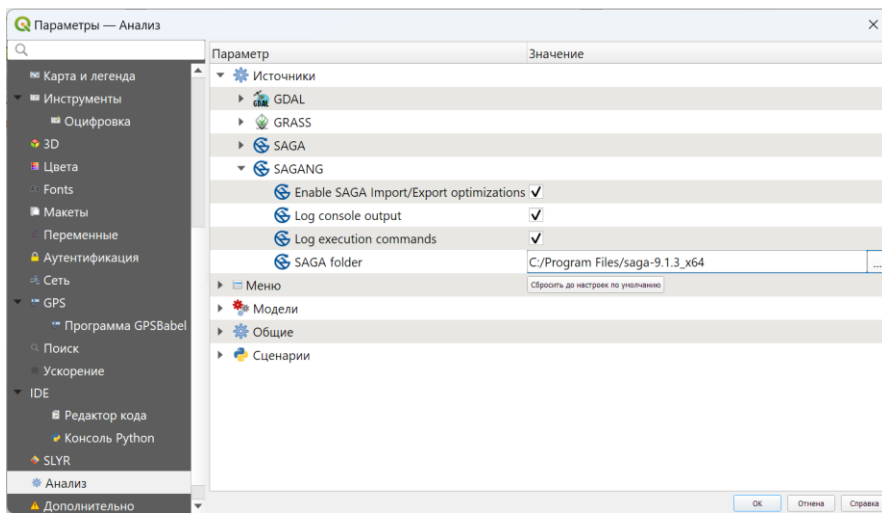 Параметры — Анализ
Карта и легенда
Инструменты
Оцифровка
3D
Цвета
Fonts
Макеты
Переменные
Аутентификация
Сеть
GPS
Программа GPSBabel
Поиск
Ускорение
IDE
Редактор кода
Консоль Python
SLYR
Анализ
Дополнительно
Параметр Значение
Источники
GDAL
GRASS
SAGA
SAGANG
Enable SAGA Import/Export optimizations
Log console output
Log execution commands
SAGA folder C:/Program Files/saga-9.1.3_x64 ...
Меню Сбросить до настроек по умолчанию
Модели
Общие
Сценарии
ОК Отмена Справка